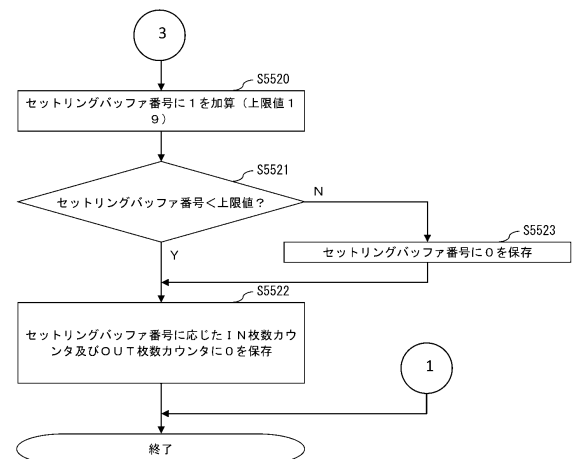 3
S5520
セットリングバッファ番号に１を加算（上限値１
９）
S5521
セットリングバッファ番号＜上限値？
N
S5523
セットリングバッファ番号に０を保存
Y
S5522
セットリングバッファ番号に応じたＩＮ枚数カウ
ンタ及びＯＵＴ枚数カウンタに０を保存
1
終了